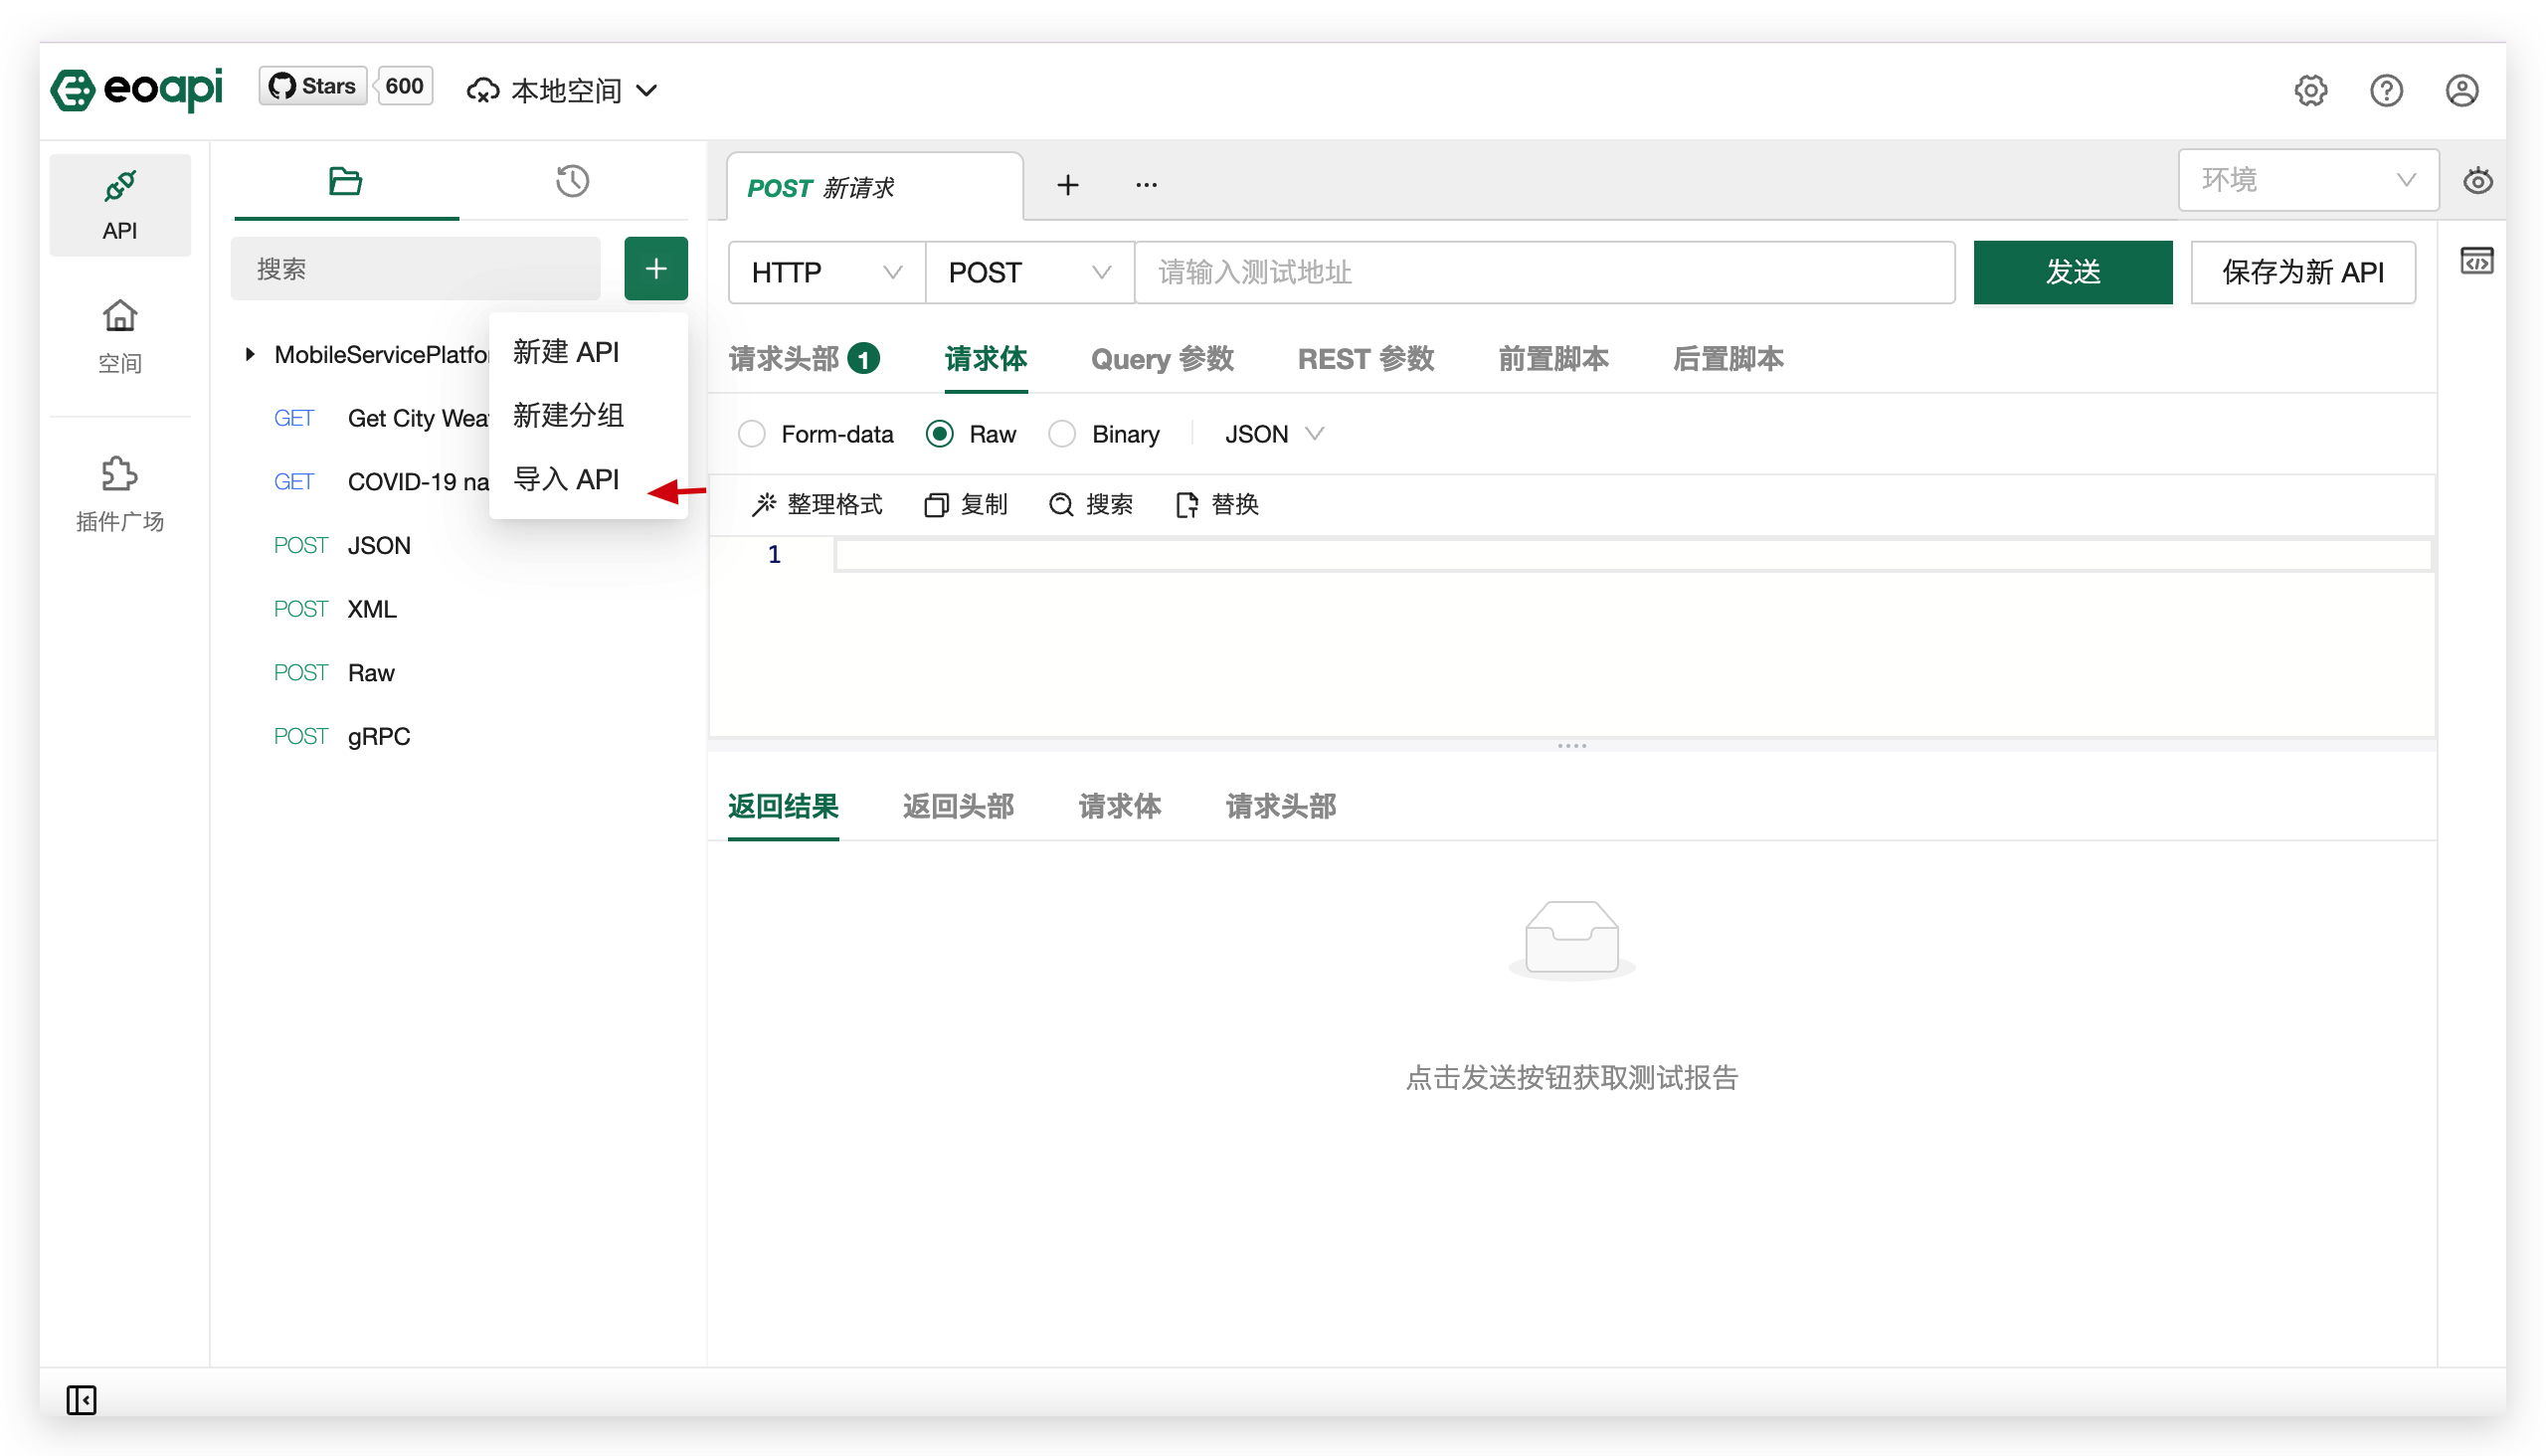 eoapi
Stars 600
本地空间
API
空间
插件广场
搜索
MobileServicePlatfo
GET Get City Wea
GET COVID-19 na
POST JSON
POST XML
POST Raw
POST gRPC
新建 API
新建分组
导入 API
POST 新请求
环境
HTTP POST 请输入测试地址 发送 保存为新 API
请求头部 1 请求体 Query 参数 REST 参数 前置脚本 后置脚本
Form-data Raw Binary JSON
整理格式 复制 搜索 替换
1
返回结果 返回头部 请求体 请求头部
点击发送按钮获取测试报告